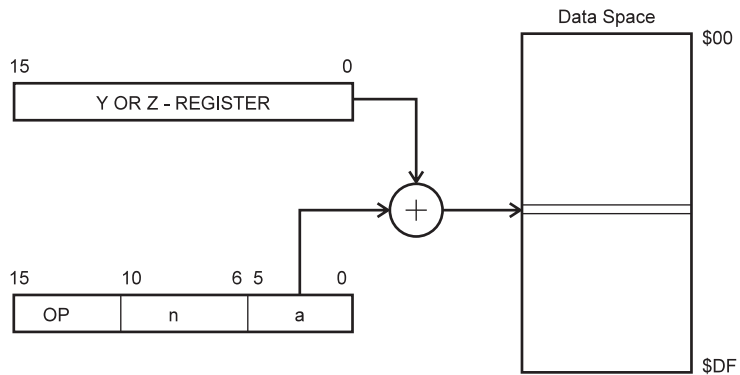 Data Space
$00
15 0
Y OR Z - REGISTER
+
15 10 6 5 0
OP n a
$DF